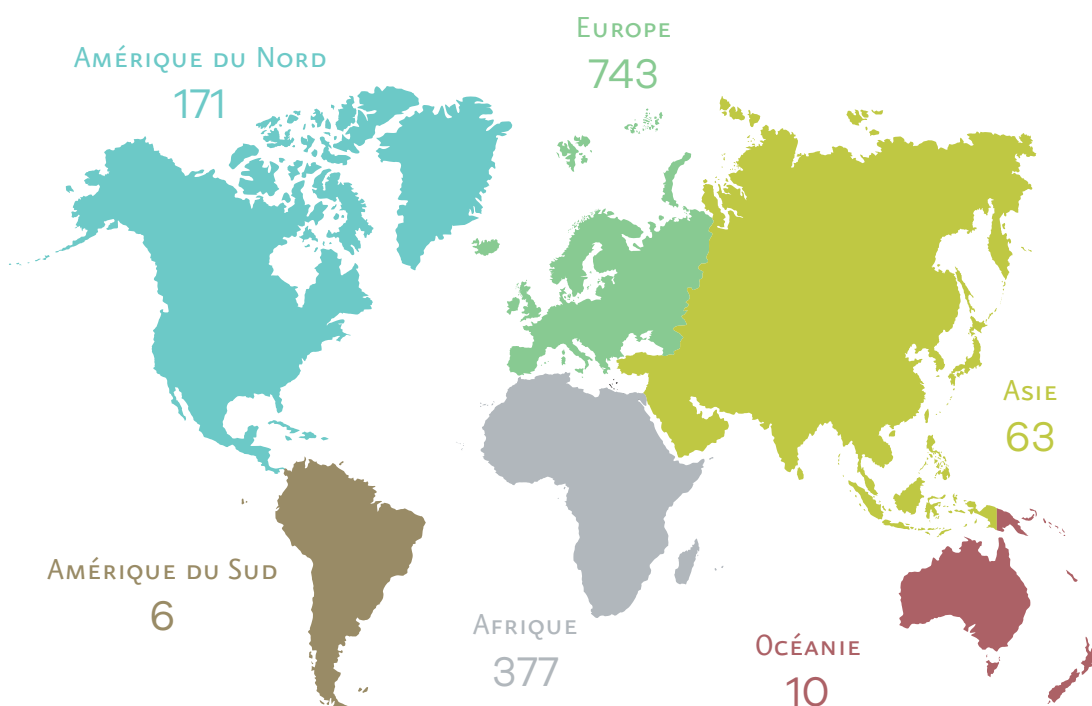 Europe
743
Amérique du Nord
171
Asie
63
Amérique du Sud
6
Afrique
377
Océanie
10